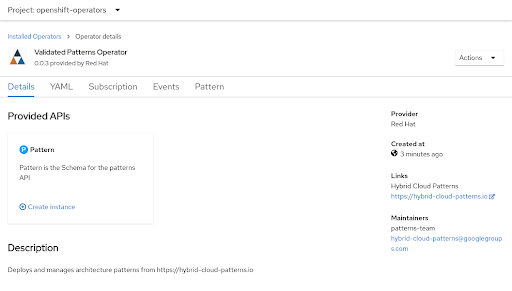 Project: openshift-operators
Installed Operators > Operator details
Validated Patterns Operator
0.0.3 provided by Red Hat
Actions
Details YAML Subscription Events Pattern
Provided APIs
P Pattern
Pattern is the Schema for the patterns
API
Create instance
Description
Deploys and manages architecture patterns from https://hybrid-cloud-patterns.io
Provider
Red Hat
Created at
3 minutes ago
Links
Hybrid Cloud Patterns
https://hybrid-cloud-patterns.io
Maintainers
patterns-team
hybrid-cloud-patterns@googlegroup
s.com